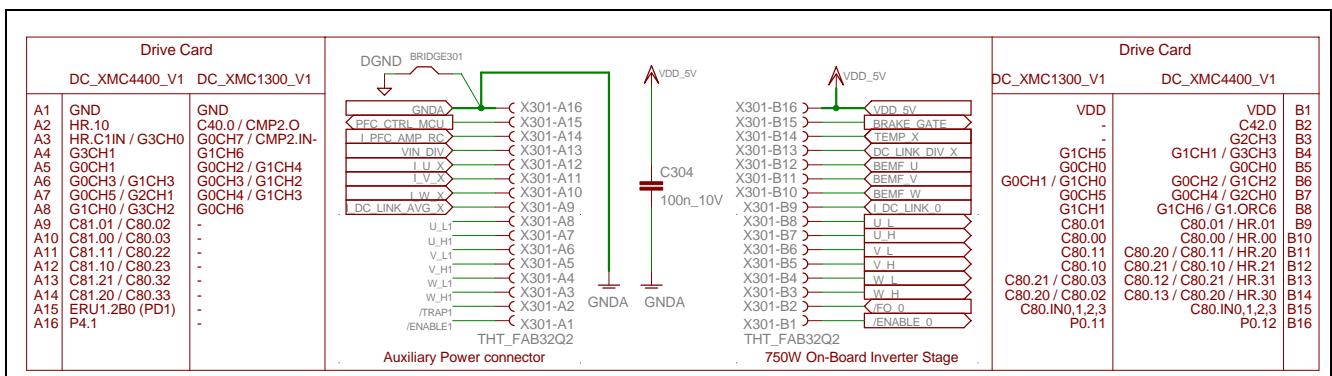 Drive Card
DC_XMC4400_V1 DC_XMC1300_V1
A1 GND GND
A2 HR.10 C40.0 / CMP2.O
A3 HR.C1IN / G3CH0 G0CH7 / CMP2.IN-
A4 G3CH1 G1CH6
A5 G0CH1 G0CH2 / G1CH4
A6 G0CH3 / G1CH3 G0CH3 / G1CH2
A7 G0CH5 / G2CH1 G0CH4 / G1CH3
A8 G1CH0 / G3CH2 G0CH6
A9 C81.01 / C80.02 -
A10 C81.00 / C80.03 -
A11 C81.11 / C80.22 -
A12 C81.10 / C80.23 -
A13 C81.21 / C80.32 -
A14 C81.20 / C80.33 -
A15 ERU1.2B0 (PD1) -
A16 P4.1 -
DGND BRIDGE301
GNDA X301-A16
PFC_CTRL_MCU X301-A15
I_PFC_AMP_RC X301-A14
VIN_DIV X301-A13
I_U_X X301-A12
I_V_X X301-A11
I_W_X X301-A10
I_DC_LINK_AVG_X X301-A9
U_L1 X301-A8
U_H1 X301-A7
V_L1 X301-A6
V_H1 X301-A5
W_L1 X301-A4
W_H1 X301-A3
/TRAP1 X301-A2
/ENABLE1 X301-A1
THT_FAB32Q2
Auxiliary Power connector
GNDA
VDD_5V
C304
100n_10V
GNDA
VDD_5V
X301-B16 VDD_5V
X301-B15 BRAKE_GATE
X301-B14 TEMP_X
X301-B13 DC_LINK_DIV_X
X301-B12 BEMF_U
X301-B11 BEMF_V
X301-B10 BEMF_W
X301-B9 I_DC_LINK_0
X301-B8 U_L
X301-B7 U_H
X301-B6 V_L
X301-B5 V_H
X301-B4 W_L
X301-B3 W_H
X301-B2 /FO_0
X301-B1 /ENABLE_0
THT_FAB32Q2
750W On-Board Inverter Stage
Drive Card
DC_XMC1300_V1 DC_XMC4400_V1
VDD VDD B1
- C42.0 B2
- G2CH3 B3
G1CH5 G1CH1 / G3CH3 B4
G0CH0 G0CH0 B5
G0CH1 / G1CH0 G0CH2 / G1CH2 B6
G0CH5 G0CH4 / G2CH0 B7
G1CH1 G1CH6 / G1.ORC6 B8
C80.01 C80.01 / HR.01 B9
C80.00 C80.00 / HR.00 B10
C80.11 C80.20 / C80.11 / HR.20 B11
C80.10 C80.21 / C80.10 / HR.21 B12
C80.21 / C80.03 C80.12 / C80.21 / HR.31 B13
C80.20 / C80.02 C80.13 / C80.20 / HR.30 B14
C80.IN0,1,2,3 C80.IN0,1,2,3 B15
P0.11 P0.12 B16